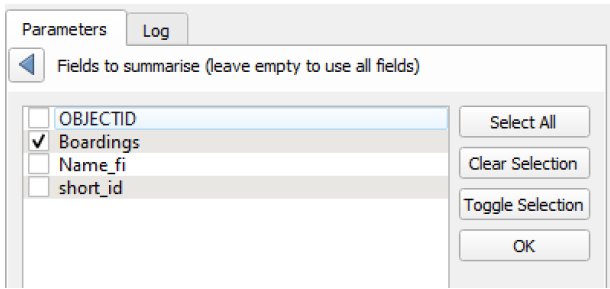 Parameters
Log
Fields to summarise (leave empty to use all fields)
OBJECTID
Boardings
Name_fi
short_id
Select All
Clear Selection
Toggle Selection
OK